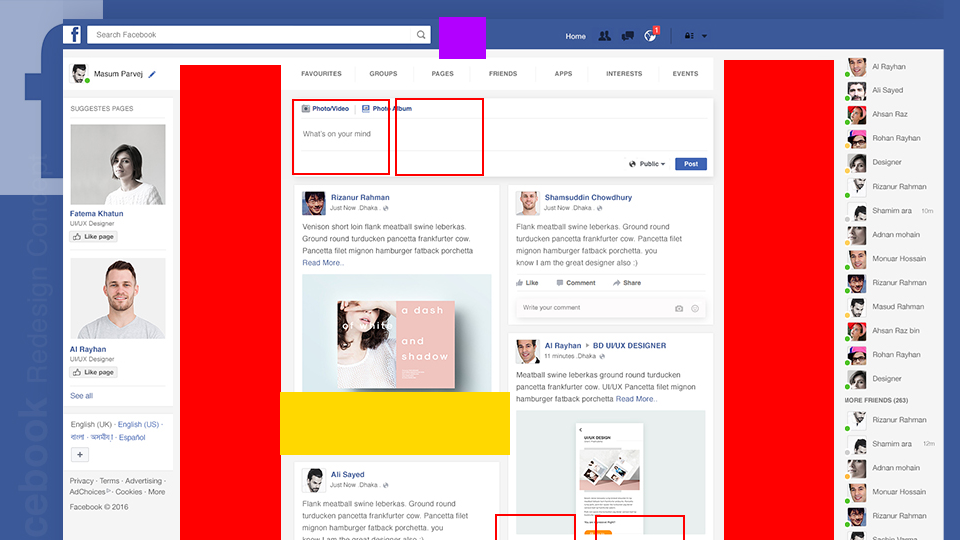 Facebook Redesign Concept
f
Search Facebook
Home
1
Masum Parvej
FAVOURITES
GROUPS
PAGES
FRIENDS
APPS
INTERESTS
EVENTS
SUGGESTES PAGES
Fatema Khatun
UI/UX Designer
Like page
Al Rayhan
UI/UX Designer
Like page
See all
English (UK) · English (US) ·
বাংলা · অসমীয়া · Español
+
Privacy · Terms · Advertising ·
AdChoices · Cookies · More
Facebook © 2016
Photo/Video
Photo Album
What's on your mind
Public
Post
Rizanur Rahman
Just Now .Dhaka .
Venison short loin flank meatball swine leberkas.
Ground round turducken pancetta frankfurter cow.
Pancetta filet mignon hamburger fatback porchetta
Read More..
a dash
of white
and
shadow
Ali Sayed
Just Now .Dhaka .
Flank meatball swine leberkas. Ground round
turducken pancetta frankfurter cow. Pancetta filet
mignon hamburger fatback porchetta. you
know I am the great designer also :)
Shamsuddin Chowdhury
Just Now .Dhaka .
Flank meatball swine leberkas. Ground round
turducken pancetta frankfurter cow. Pancetta filet
mignon hamburger fatback porchetta. you
know I am the great designer also :)
Like
Comment
Share
Write your comment
Al Rayhan
BD UI/UX DESIGNER
11 minutes .Dhaka
Meatball swine leberkas ground round turducken
pancetta frankfurter cow. UI/UX Pancetta filet mignon
hamburger fatback porchetta Read More..
UI/UX DESIGN
Al Rayhan
Ali Sayed
Ahsan Raz
Rohan Rayhan
Designer
Rizanur Rahman
Shamim ara 10m
Adnan mohain
Monuar Hossain
Rizanur Rahman
Masud Rahman
Ahsan Raz bin
Rohan Rayhan
Designer
MORE FRIENDS (263)
Rizanur Rahman
Shamim ara 12m
Adnan mohain
Monuar Hossain
Rizanur Rahman